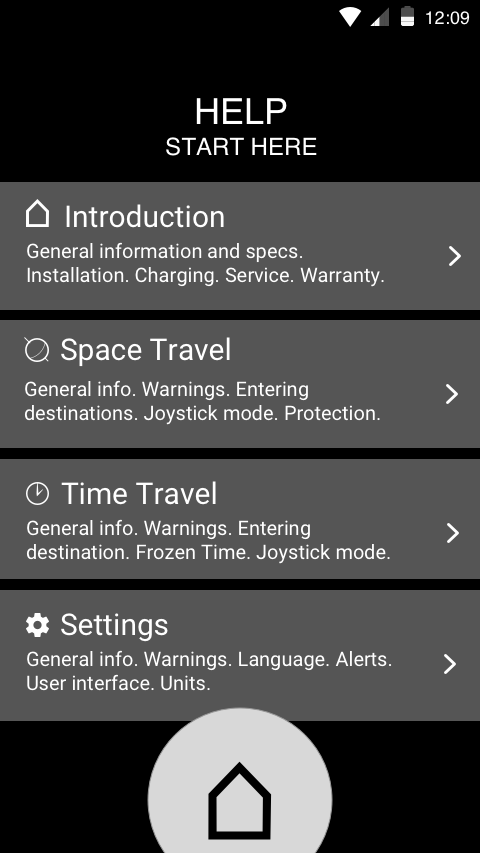 12:09
HELP
START HERE
Introduction
General information and specs.
Installation. Charging. Service. Warranty.
Space Travel
General info. Warnings. Entering
destinations. Joystick mode. Protection.
Time Travel
General info. Warnings. Entering
destination. Frozen Time. Joystick mode.
Settings
General info. Warnings. Language. Alerts.
User interface. Units.